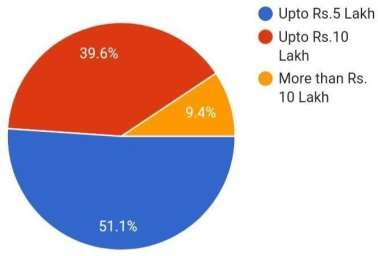 Upto Rs.5 Lakh
Upto Rs.10
Lakh
More than Rs.
10 Lakh
39.6%
9.4%
51.1%